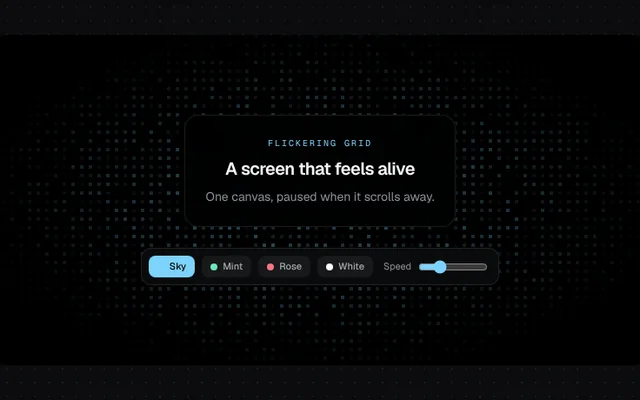 FLICKERING GRID
A screen that feels alive
One canvas, paused when it scrolls away.
Sky Mint Rose White Speed